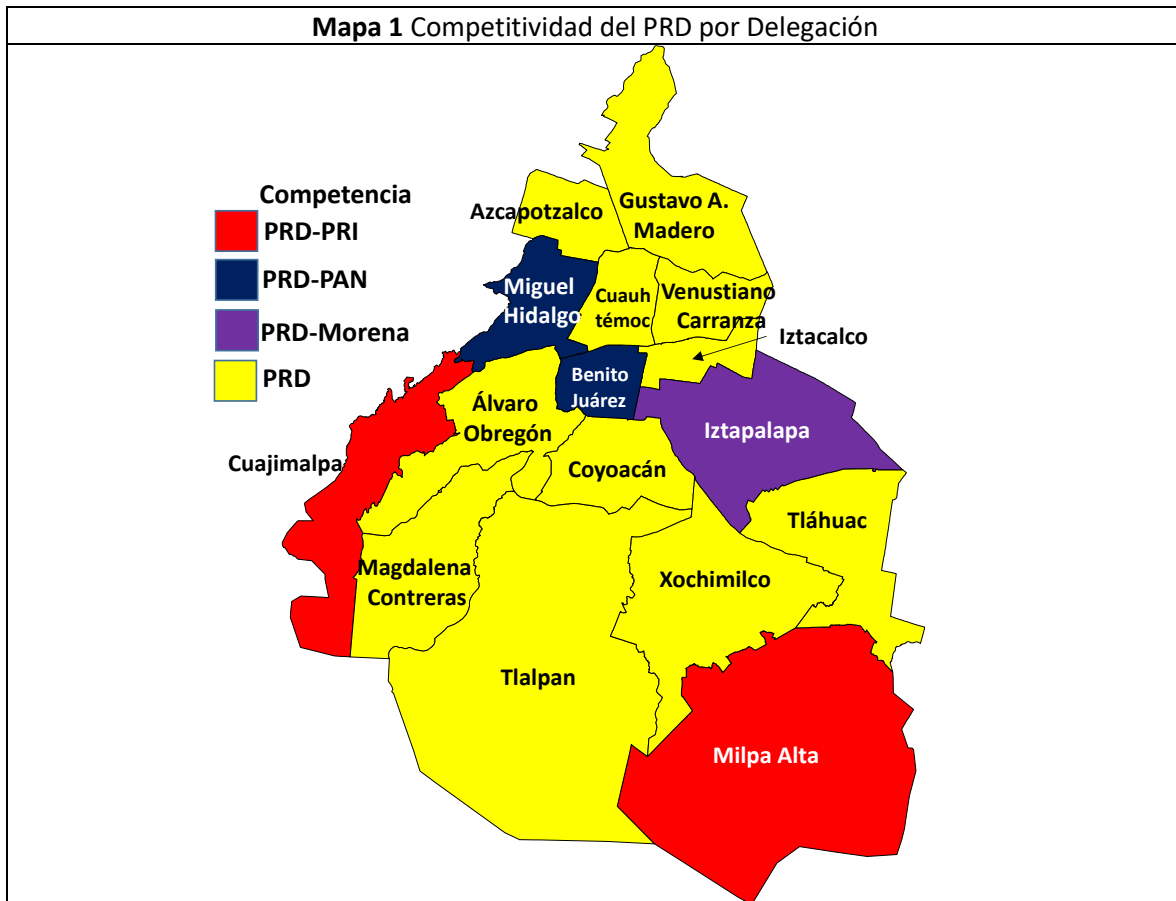 Mapa 1 Competitividad del PRD por Delegación
Competencia
PRD-PRI
PRD-PAN
PRD-Morena
PRD
Azcapotzalco
Gustavo A.
Madero
Miguel
Hidalgo
Cuauh
témoc
Venustiano
Carranza
Iztacalco
Benito
Juárez
Álvaro
Obregón
Iztapalapa
Cuajimalpa
Coyoacán
Tláhuac
Magdalena
Contreras
Xochimilco
Tlalpan
Milpa Alta